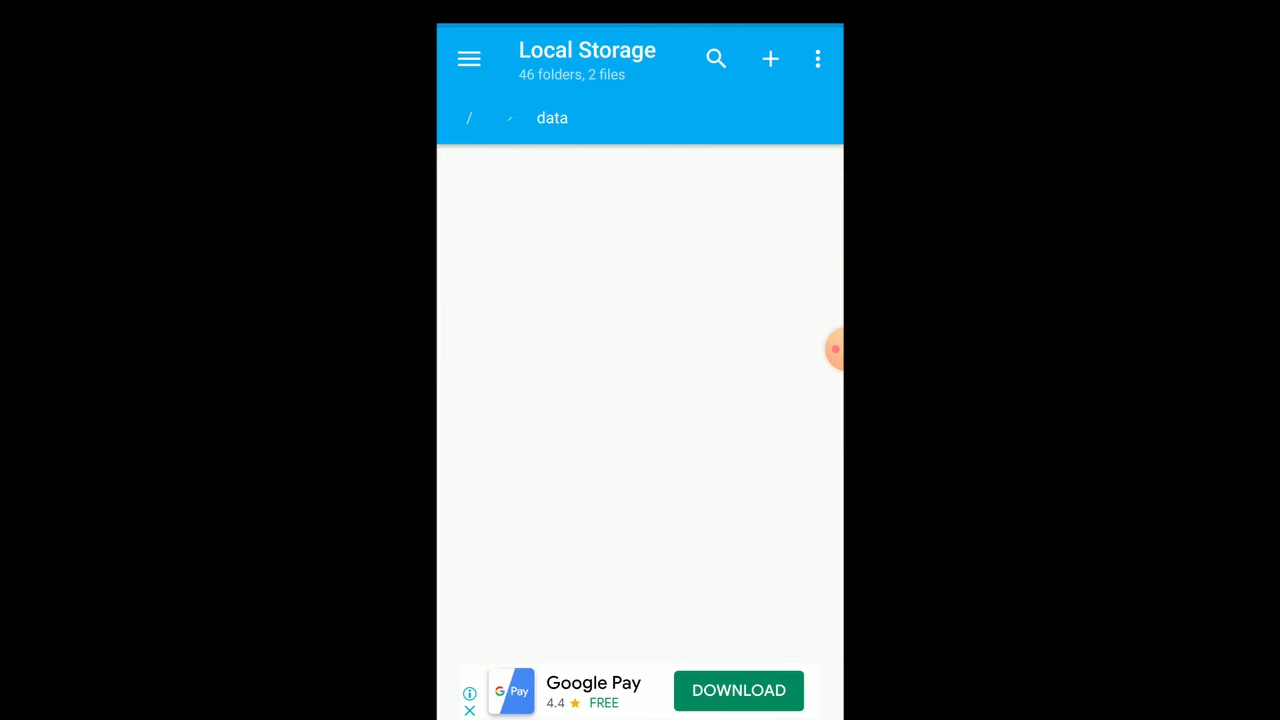 Local Storage
46 folders, 2 files
/ data
Google Pay
G Pay
4.4 ★ FREE
DOWNLOAD